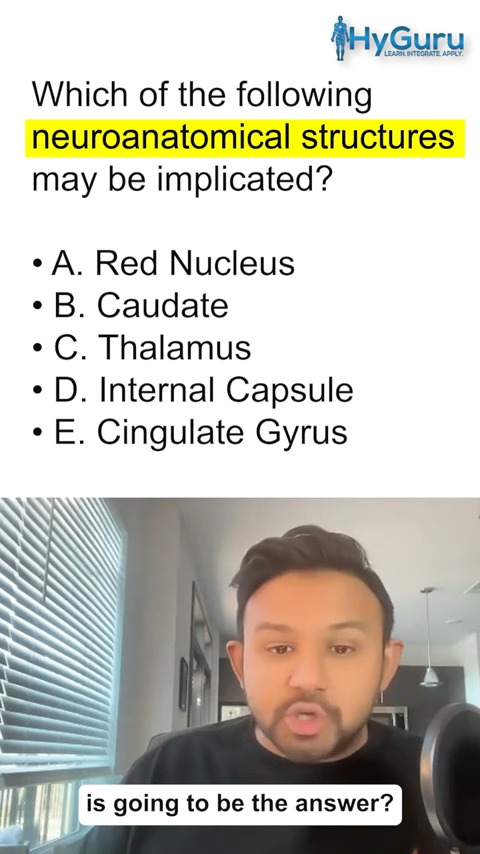 HyGuru
LEARN. INTEGRATE. APPLY.
Which of the following
neuroanatomical structures
may be implicated?
• A. Red Nucleus
• B. Caudate
• C. Thalamus
• D. Internal Capsule
• E. Cingulate Gyrus
is going to be the answer?